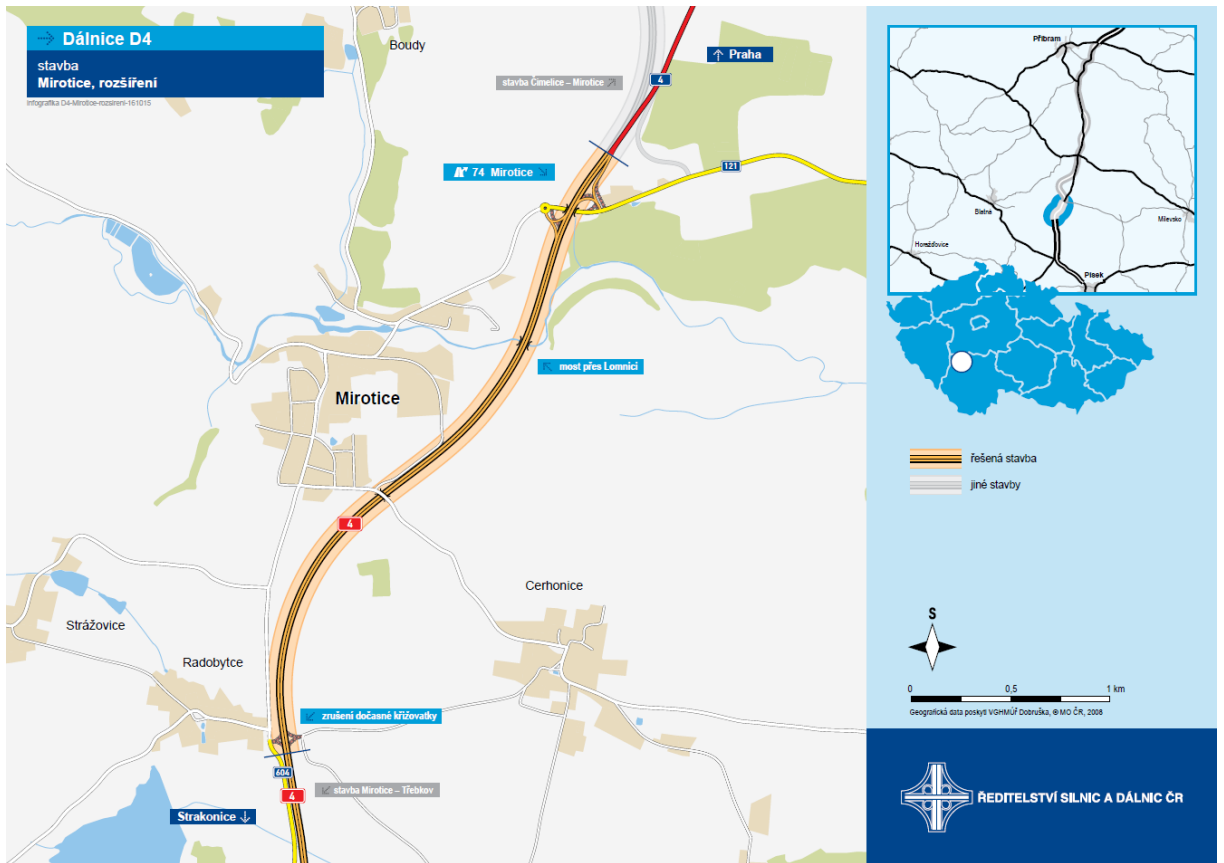 Dálnice D4
stavba
Mirotice, rozšíření
Infografika D4-Mirotice-rozsireni-161015
Boudy
Praha
stavba Čimelice – Mirotice
4
74 Mirotice
121
most přes Lomnici
Mirotice
4
Cerhonice
Strážovice
Radobytce
zrušení dočasné křižovatky
604
stavba Mirotice – Třebkov
4
Strakonice
Příbram
Blatná
Milevsko
Horažďovice
Písek
řešená stavba
jiné stavby
S
0 0,5 1 km
Geografická data poskytl VGHMÚř Dobruška, © MO ČR, 2008
ŘEDITELSTVÍ SILNIC A DÁLNIC ČR